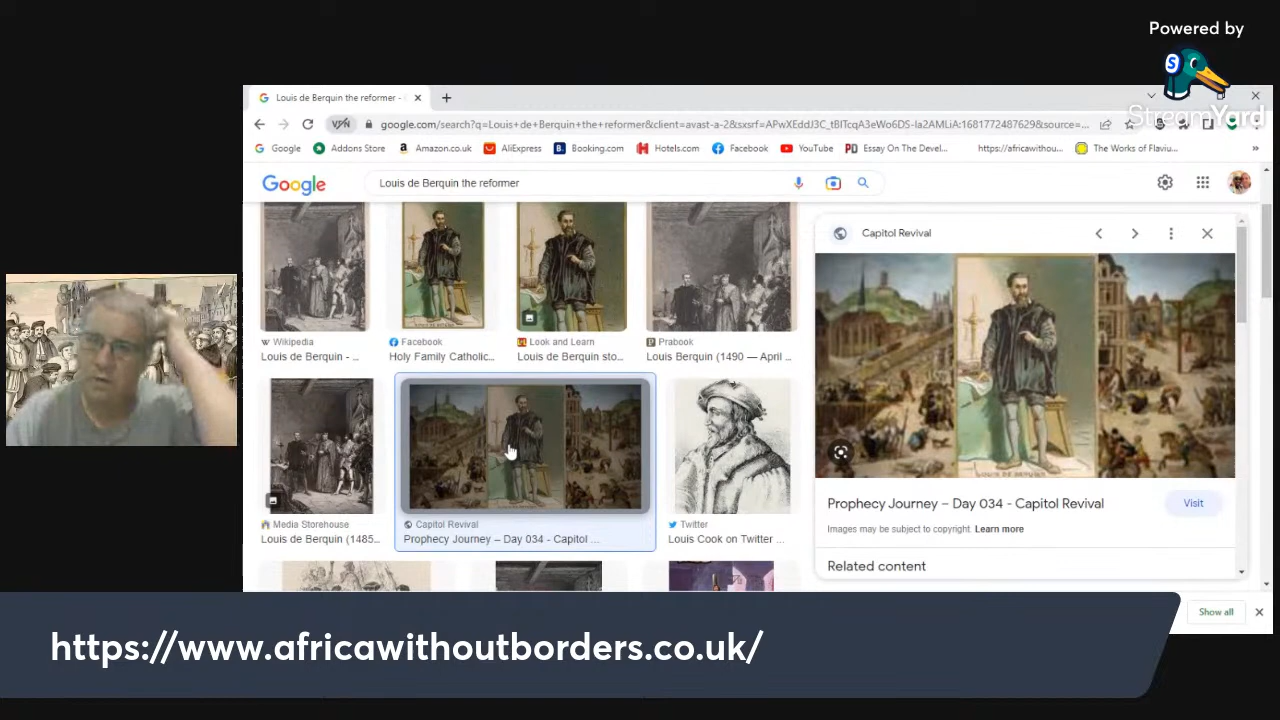 Powered by
S
StreamYard
Louis de Berquin the reformer -
VPN
google.com/search?q=Louis+de+Berquin+the+reformer&client=avast-a-2&sxsrf=
Google
Addons Store
Amazon.co.uk
AliExpress
Booking.com
Hotels.com
Facebook
YouTube
Essay On The Devel...
https://africawithou...
The Works of Flaviu...
Google
Louis de Berquin the reformer
Capitol Revival
Wikipedia
Louis de Berquin - ...
Facebook
Holy Family Catholic...
Look and Learn
Louis de Berquin sto...
Prabook
Louis Berquin (1490 — April ...
Media Storehouse
Louis de Berquin (1485...
Capitol Revival
Prophecy Journey – Day 034 - Capitol ...
Twitter
Louis Cook on Twitter ...
LOUIS DE BERQUIN
Prophecy Journey – Day 034 - Capitol Revival
Visit
Images may be subject to copyright. Learn more
Related content
Show all
https://www.africawithoutborders.co.uk/